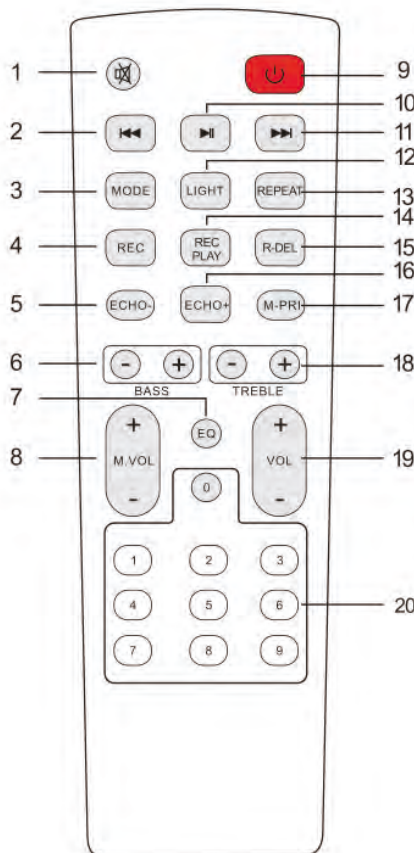 1
9
10
2
11
12
3 MODE LIGHT REPEAT
13
14
4 REC REC PLAY R-DEL
15
16
5 ECHO- ECHO+ M-PRI
17
6 - + - + 18
BASS TREBLE
7
+ EQ +
8 M.VOL VOL 19
- 0 -
1 2 3
4 5 6 20
7 8 9